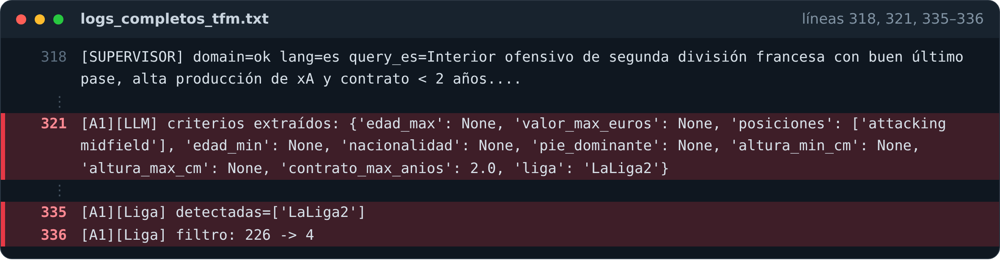 logs_completos_tfm.txt
líneas 318, 321, 335–336
318 [SUPERVISOR] domain=ok lang=es query_es=Interior ofensivo de segunda división francesa con buen último
pase, alta producción de xA y contrato < 2 años....
⋮
321 [A1][LLM] criterios extraídos: {'edad_max': None, 'valor_max_euros': None, 'posiciones': ['attacking
midfield'], 'edad_min': None, 'nacionalidad': None, 'pie_dominante': None, 'altura_min_cm': None,
'altura_max_cm': None, 'contrato_max_anios': 2.0, 'liga': 'LaLiga2'}
⋮
335 [A1][Liga] detectadas=['LaLiga2']
336 [A1][Liga] filtro: 226 -> 4